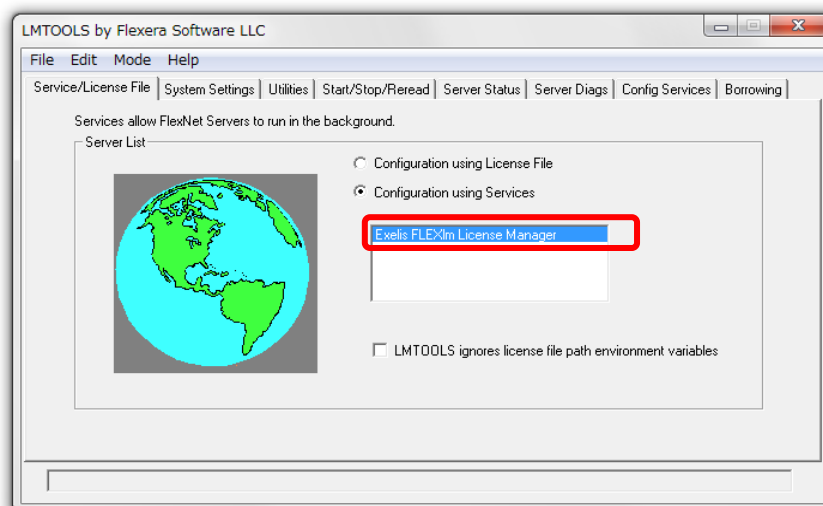 LMTOOLS by Flexera Software LLC
File Edit Mode Help
Service/License File System Settings Utilities Start/Stop/Reread Server Status Server Diags Config Services Borrowing
Services allow FlexNet Servers to run in the background.
Server List
Configuration using License File
Configuration using Services
Exelis FLEXlm License Manager
LMTOOLS ignores license file path environment variables